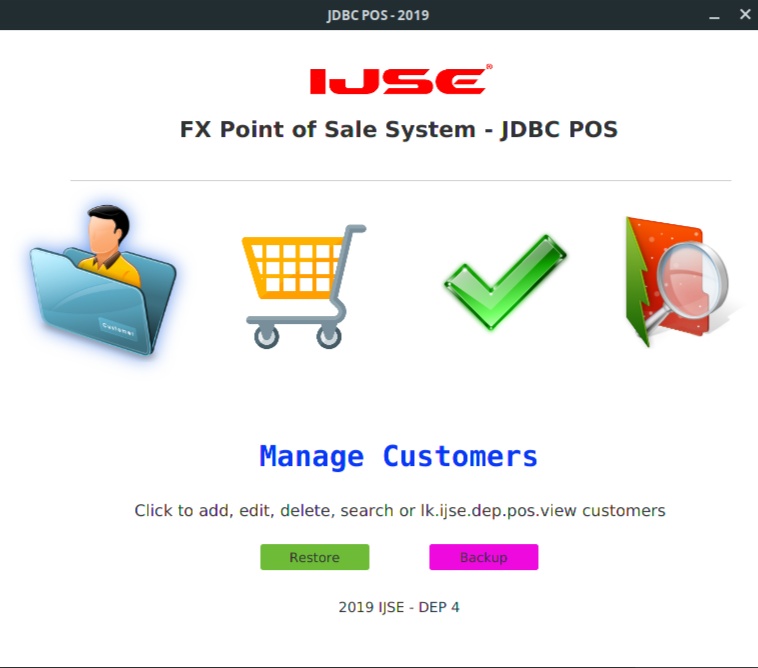 JDBC POS - 2019
IJSE®
FX Point of Sale System - JDBC POS
Customer
Manage Customers
Click to add, edit, delete, search or lk.ijse.dep.pos.view customers
Restore Backup
2019 IJSE - DEP 4